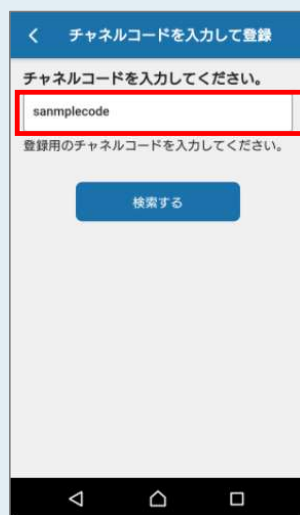 チャネルコードを入力して登録
チャネルコードを入力してください。
sanmplecode
登録用のチャネルコードを入力してください。
検索する